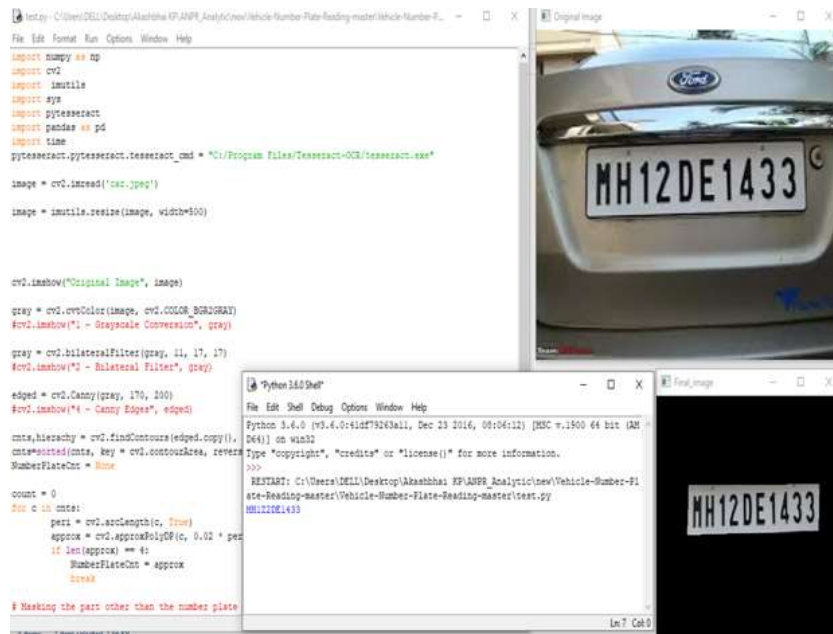 test.py - C:\Users\DELL\Desktop\Akashbhai KP\ANPR_Analytic\new\Vehicle-Number-Plate-Reading-master\Vehicle-Number-P...
File Edit Format Run Options Window Help
import numpy as np
import cv2
import imutils
import sys
import pytesseract
import pandas as pd
import time
pytesseract.pytesseract.tesseract_cmd = "C:/Program Files/Tesseract-OCR/tesseract.exe"
image = cv2.imread('car.jpeg')
image = imutils.resize(image, width=500)
cv2.imshow("Original Image", image)
gray = cv2.cvtColor(image, cv2.COLOR_BGR2GRAY)
#cv2.imshow("1 - Grayscale Conversion", gray)
gray = cv2.bilateralFilter(gray, 11, 17, 17)
#cv2.imshow("2 - Bilateral Filter", gray)
edged = cv2.Canny(gray, 170, 200)
#cv2.imshow("4 - Canny Edges", edged)
cnts,hierachy = cv2.findContours(edged.copy(),
cnts=sorted(cnts, key = cv2.contourArea, revers
NumberPlateCnt = None
count = 0
for c in cnts:
peri = cv2.arcLength(c, True)
approx = cv2.approxPolyDP(c, 0.02 * per
if len(approx) == 4:
NumberPlateCnt = approx
break
# Masking the part other than the number plate
Original Image
Ford
MH12DE1433
Team
*Python 3.6.0 Shell*
File Edit Shell Debug Options Window Help
Python 3.6.0 (v3.6.0:41df79263a11, Dec 23 2016, 08:06:12) [MSC v.1900 64 bit (AM
D64)] on win32
Type "copyright", "credits" or "license()" for more information.
>>>
RESTART: C:\Users\DELL\Desktop\Akashbhai KP\ANPR_Analytic\new\Vehicle-Number-Pl
ate-Reading-master\Vehicle-Number-Plate-Reading-master\test.py
MH1Z2DE1433
Ln: 7 Col: 0
Final_image
MH12DE1433